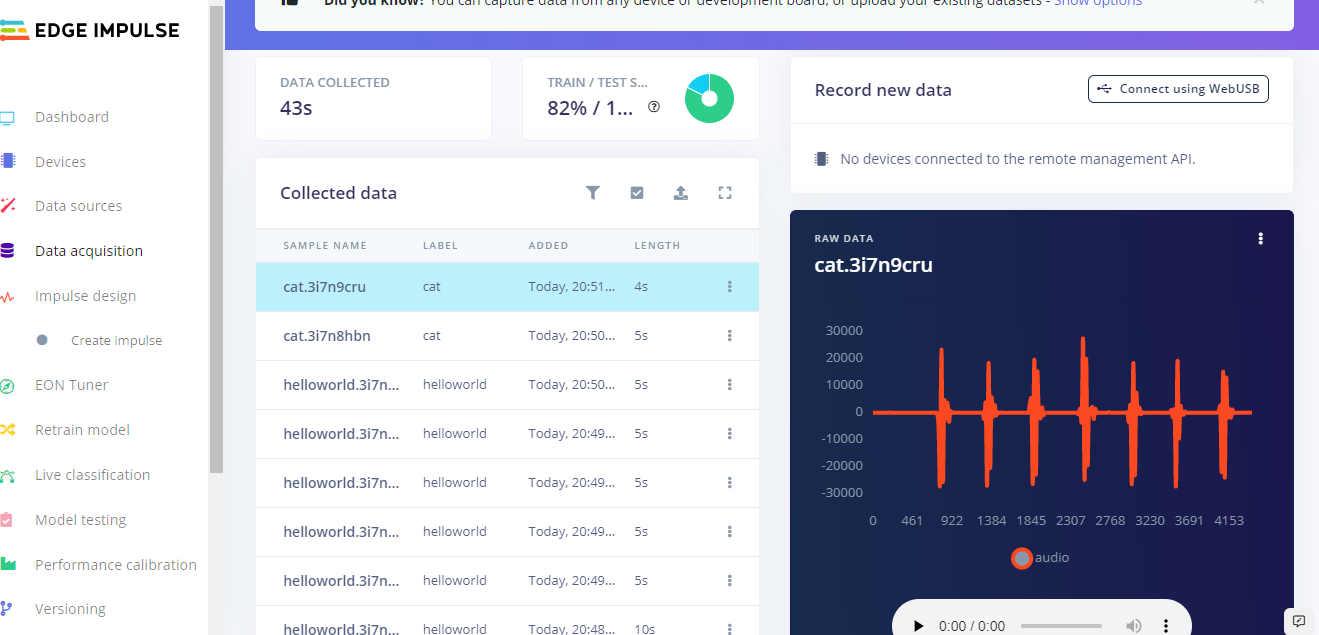 Did you know? You can capture data from any device or development board, or upload your existing datasets - Show options
EDGE IMPULSE
Dashboard
Devices
Data sources
Data acquisition
Impulse design
Create impulse
EON Tuner
Retrain model
Live classification
Model testing
Performance calibration
Versioning
DATA COLLECTED
43s
TRAIN / TEST S...
82% / 1...
Collected data
SAMPLE NAME LABEL ADDED LENGTH
cat.3i7n9cru cat Today, 20:51... 4s
cat.3i7n8hbn cat Today, 20:50... 5s
helloworld.3i7n... helloworld Today, 20:50... 5s
helloworld.3i7n... helloworld Today, 20:49... 5s
helloworld.3i7n... helloworld Today, 20:49... 5s
helloworld.3i7n... helloworld Today, 20:49... 5s
helloworld.3i7n... helloworld Today, 20:49... 5s
helloworld.3i7n... helloworld Today, 20:48... 10s
Record new data
Connect using WebUSB
No devices connected to the remote management API.
RAW DATA
cat.3i7n9cru
30000
20000
10000
0
-10000
-20000
-30000
0 461 922 1384 1845 2307 2768 3230 3691 4153
audio
0:00 / 0:00